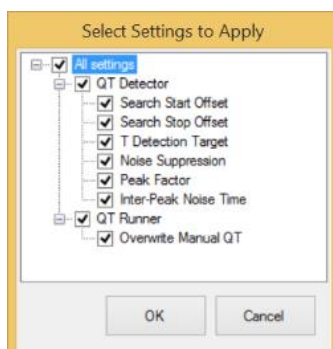 Select Settings to Apply
All settings
QT Detector
Search Start Offset
Search Stop Offset
T Detection Target
Noise Suppression
Peak Factor
Inter-Peak Noise Time
QT Runner
Overwrite Manual QT
OK Cancel